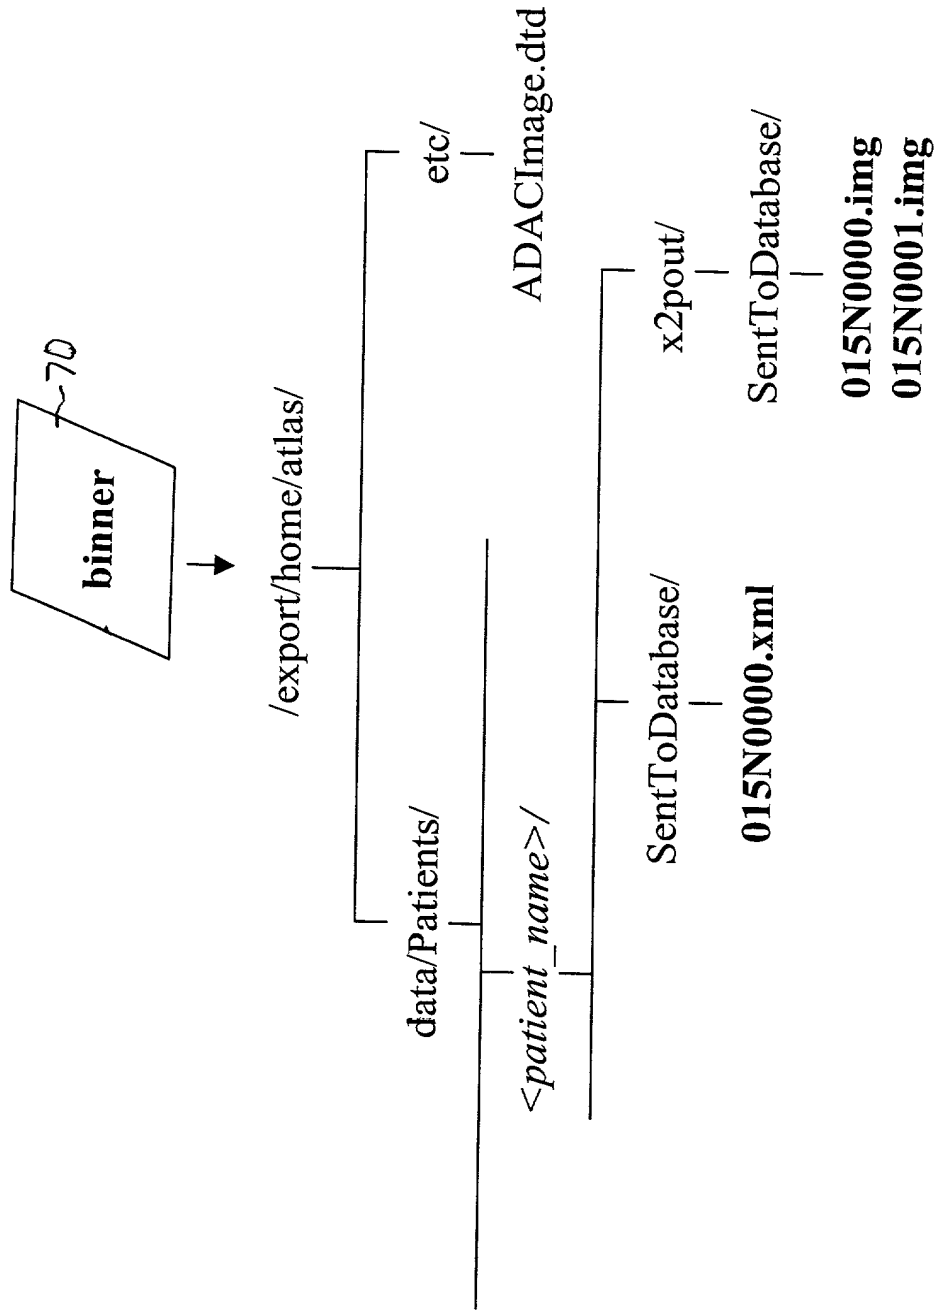 binner
70
/export/home/atlas/
data/Patients/
etc/
ADACImage.dtd
<patient_name>/
SentToDatabase/
x2pout/
015N0000.xml
SentToDatabase/
015N0000.img
015N0001.img